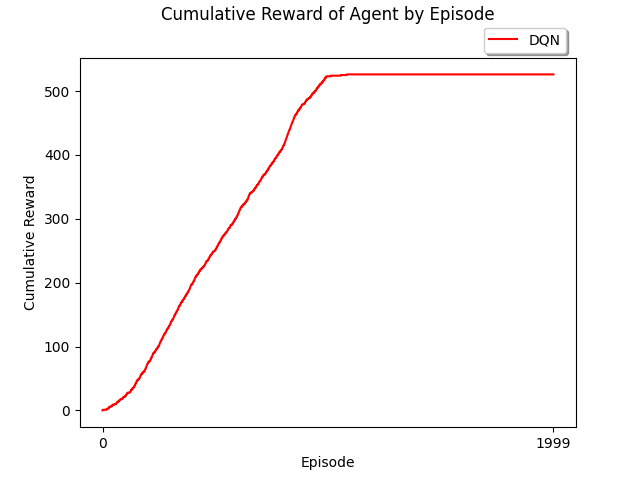 Cumulative Reward of Agent by Episode
DQN
500
400
300
200
100
0
Cumulative Reward
0
1999
Episode